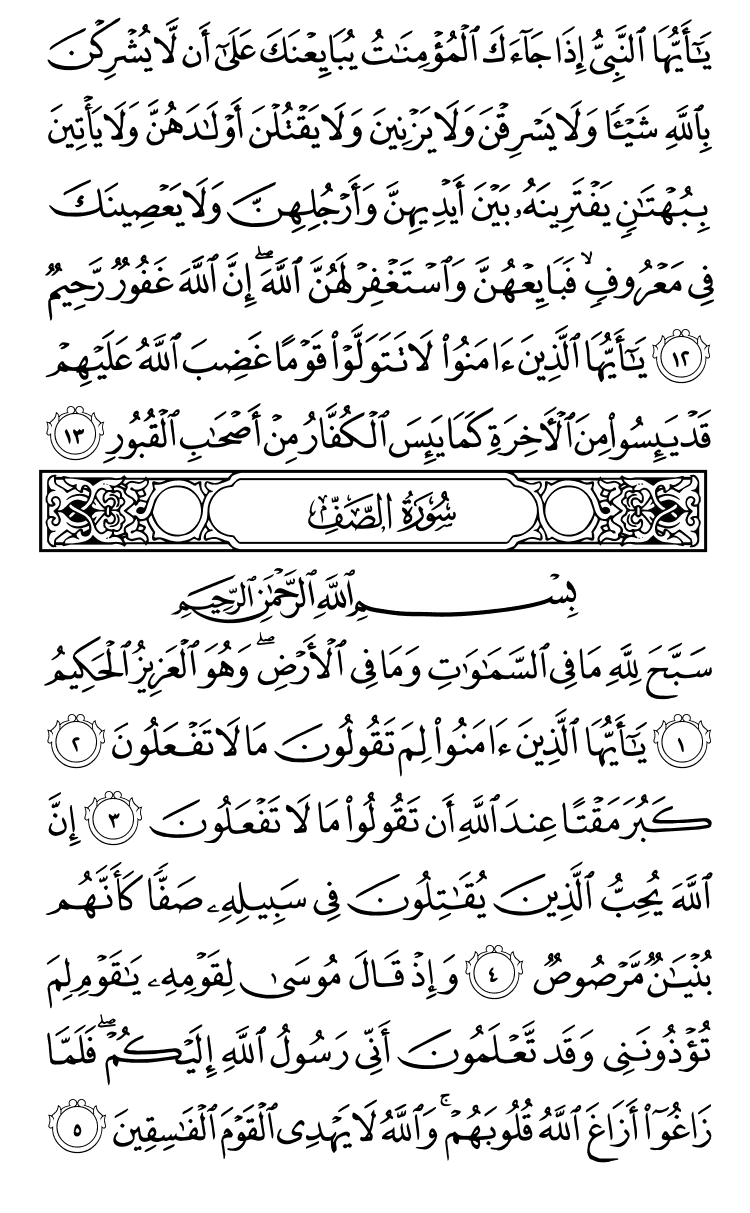 يَٰٓأَيُّهَا ٱلنَّبِيُّ إِذَا جَآءَكَ ٱلْمُؤْمِنَٰتُ يُبَايِعْنَكَ عَلَىٰٓ أَن لَّا يُشْرِكْنَ
بِٱللَّهِ شَيْـًٔا وَلَا يَسْرِقْنَ وَلَا يَزْنِينَ وَلَا يَقْتُلْنَ أَوْلَٰدَهُنَّ وَلَا يَأْتِينَ
بِبُهْتَٰنٍ يَفْتَرِينَهُۥ بَيْنَ أَيْدِيهِنَّ وَأَرْجُلِهِنَّ وَلَا يَعْصِينَكَ
فِى مَعْرُوفٍ ۙ فَبَايِعْهُنَّ وَٱسْتَغْفِرْ لَهُنَّ ٱللَّهَ ۖ إِنَّ ٱللَّهَ غَفُورٌ رَّحِيمٌ
١٢ يَٰٓأَيُّهَا ٱلَّذِينَ ءَامَنُوا۟ لَا تَتَوَلَّوْا۟ قَوْمًا غَضِبَ ٱللَّهُ عَلَيْهِمْ
قَدْ يَئِسُوا۟ مِنَ ٱلْءَاخِرَةِ كَمَا يَئِسَ ٱلْكُفَّارُ مِنْ أَصْحَٰبِ ٱلْقُبُورِ ١٣
سُورَةُ الصَّفِّ
بِسْمِ ٱللَّهِ ٱلرَّحْمَٰنِ ٱلرَّحِيمِ
سَبَّحَ لِلَّهِ مَا فِى ٱلسَّمَٰوَٰتِ وَمَا فِى ٱلْأَرْضِ ۖ وَهُوَ ٱلْعَزِيزُ ٱلْحَكِيمُ
١ يَٰٓأَيُّهَا ٱلَّذِينَ ءَامَنُوا۟ لِمَ تَقُولُونَ مَا لَا تَفْعَلُونَ ٢
كَبُرَ مَقْتًا عِندَ ٱللَّهِ أَن تَقُولُوا۟ مَا لَا تَفْعَلُونَ ٣ إِنَّ
ٱللَّهَ يُحِبُّ ٱلَّذِينَ يُقَٰتِلُونَ فِى سَبِيلِهِۦ صَفًّا كَأَنَّهُم
بُنْيَٰنٌ مَّرْصُوصٌ ٤ وَإِذْ قَالَ مُوسَىٰ لِقَوْمِهِۦ يَٰقَوْمِ لِمَ
تُؤْذُونَنِى وَقَد تَّعْلَمُونَ أَنِّى رَسُولُ ٱللَّهِ إِلَيْكُمْ ۖ فَلَمَّا
زَاغُوٓا۟ أَزَاغَ ٱللَّهُ قُلُوبَهُمْ ۚ وَٱللَّهُ لَا يَهْدِى ٱلْقَوْمَ ٱلْفَٰسِقِينَ ٥